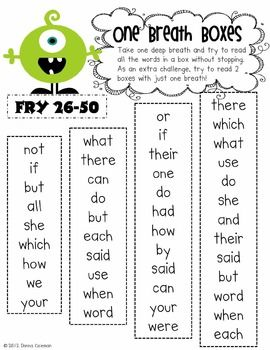 One Breath Boxes
Take one deep breath and try to read
all the words in a box without stopping.
As an extra challenge, try to read 2
boxes with just one breath!
FRY 26-50
not
if
but
all
she
which
how
we
your
what
there
can
do
but
each
said
use
when
word
or
if
their
one
do
had
how
by
said
can
your
were
there
which
what
use
do
she
and
their
said
but
word
when
each